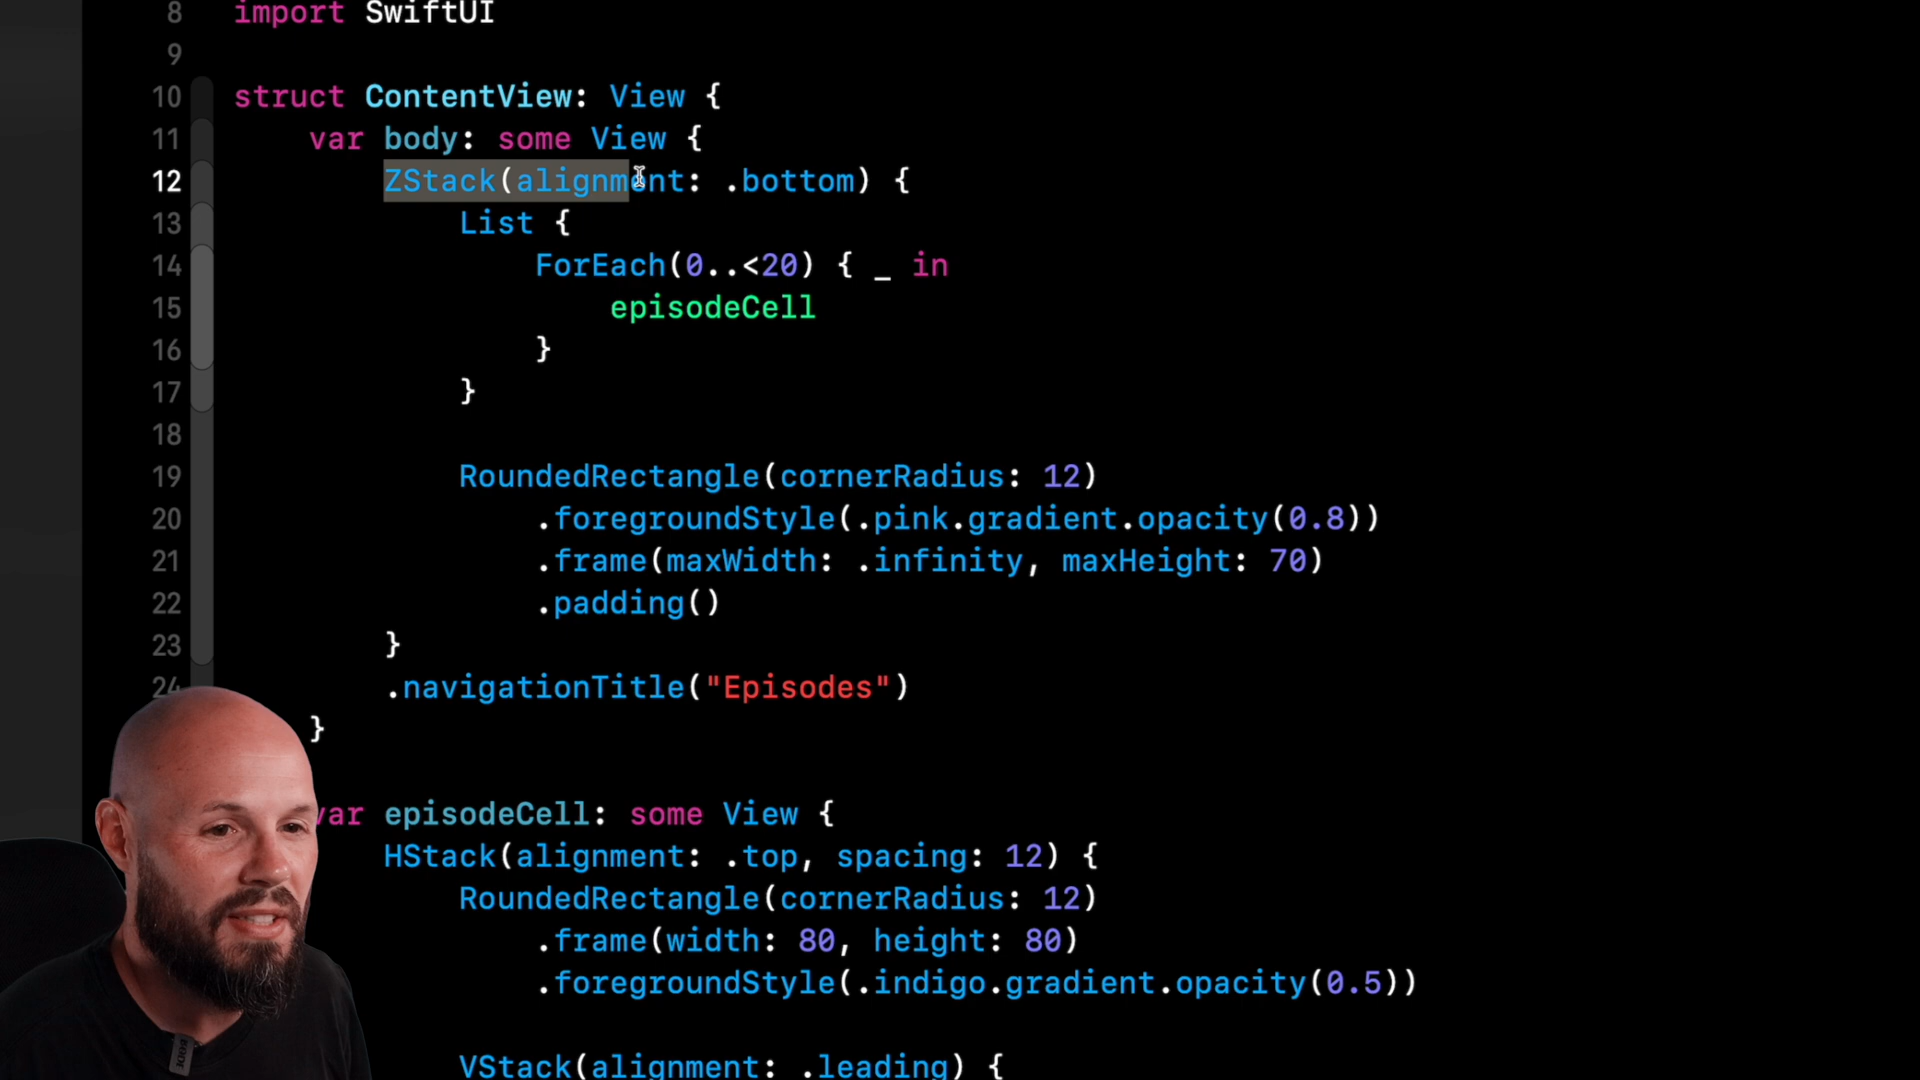 8 import SwiftUI
9
10 struct ContentView: View {
11 var body: some View {
12 ZStack(alignment: .bottom) {
13 List {
14 ForEach(0..<20) { _ in
15 episodeCell
16 }
17 }
18
19 RoundedRectangle(cornerRadius: 12)
20 .foregroundStyle(.pink.gradient.opacity(0.8))
21 .frame(maxWidth: .infinity, maxHeight: 70)
22 .padding()
23 }
24 .navigationTitle("Episodes")
}
var episodeCell: some View {
HStack(alignment: .top, spacing: 12) {
RoundedRectangle(cornerRadius: 12)
.frame(width: 80, height: 80)
.foregroundStyle(.indigo.gradient.opacity(0.5))
VStack(alignment: .leading) {